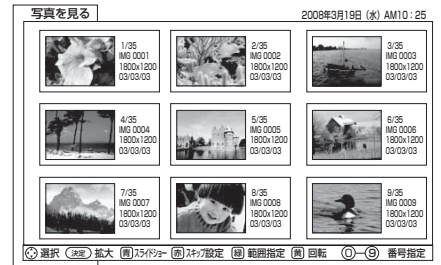 写真を見る
2008年3月19日（水）AM10：25
1/35
IMG 0001
1800x1200
03/03/03
2/35
IMG 0002
1800x1200
03/03/03
3/35
IMG 0003
1800x1200
03/03/03
4/35
IMG 0004
1800x1200
03/03/03
5/35
IMG 0005
1800x1200
03/03/03
6/35
IMG 0006
1800x1200
03/03/03
7/35
IMG 0007
1800x1200
03/03/03
8/35
IMG 0008
1800x1200
03/03/03
9/35
IMG 0009
1800x1200
03/03/03
選択 決定 拡大 青 スライドショー 赤 スキップ設定 緑 範囲指定 黄 回転 ⓪－⑨ 番号指定